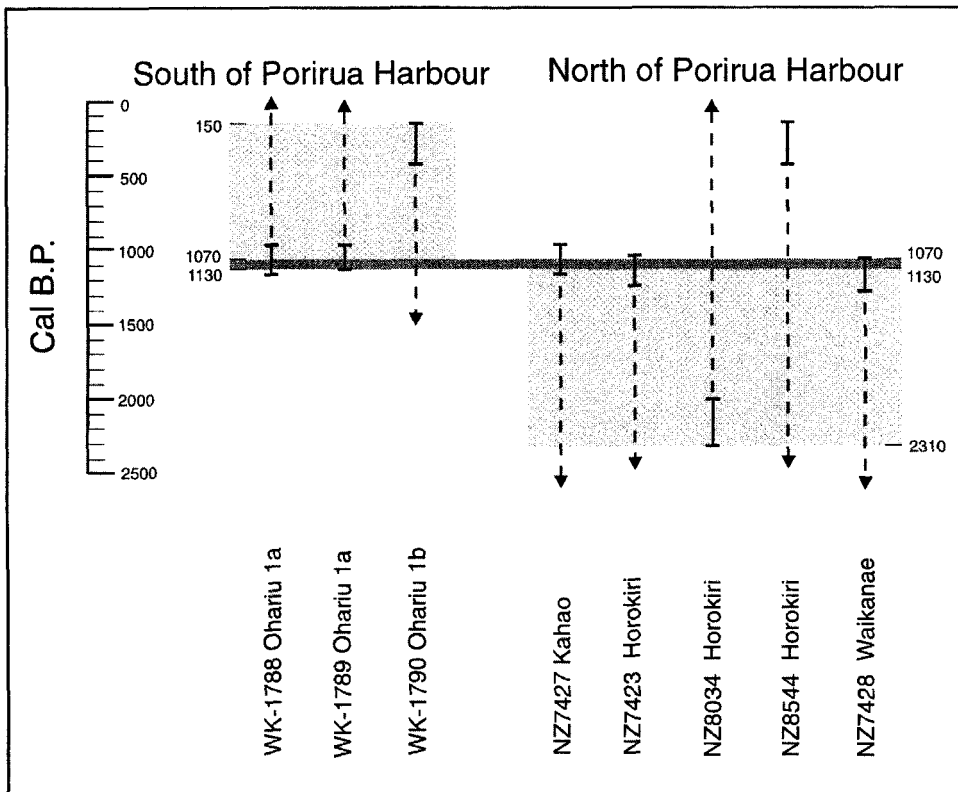 South of Porirua Harbour
North of Porirua Harbour
Cal B.P.
0
500
1000
1500
2000
2500
150
1070
1130
1070
1130
2310
WK-1788 Ohariu 1a
WK-1789 Ohariu 1a
WK-1790 Ohariu 1b
NZ7427 Kahao
NZ7423 Horokiri
NZ8034 Horokiri
NZ8544 Horokiri
NZ7428 Waikanae